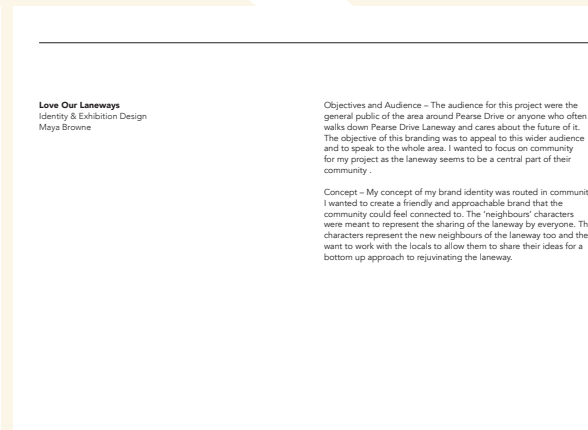 Love Our Laneways
Identity & Exhibition Design
Maya Browne
Objectives and Audience – The audience for this project were the
general public of the area around Pearse Drive or anyone who often
walks down Pearse Drive Laneway and cares about the future of it.
The objective of this branding was to appeal to this wider audience
and to speak to the whole area. I wanted to focus on community
for my project as the laneway seems to be a central part of their
community .
Concept – My concept of my brand identity was routed in communit
I wanted to create a friendly and approachable brand that the
community could feel connected to. The ‘neighbours’ characters
were meant to represent the sharing of the laneway by everyone. Th
characters represent the new neighbours of the laneway too and the
want to work with the locals to allow them to share their ideas for a
bottom up approach to rejuvinating the laneway.